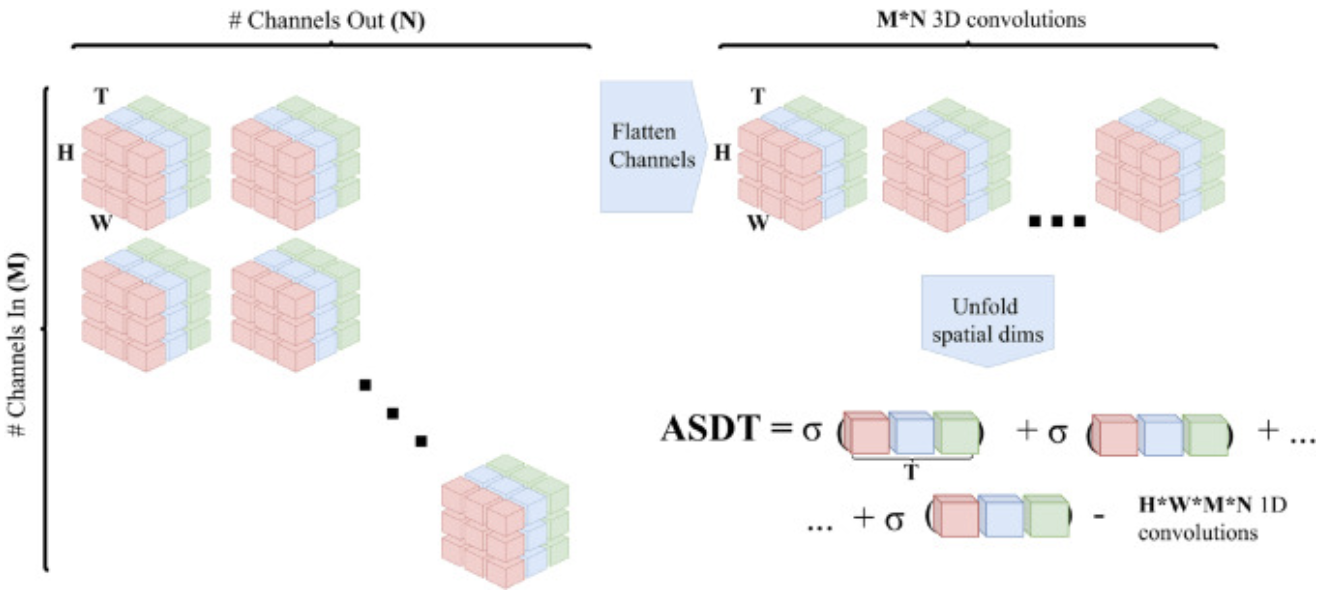 # Channels Out (N)
M*N 3D convolutions
T
H
W
# Channels In (M)
Flatten
Channels
T
H
W
Unfold
spatial dims
ASDT = σ ( ) + σ ( ) + ...
T
... + σ ( ) - H*W*M*N 1D
convolutions